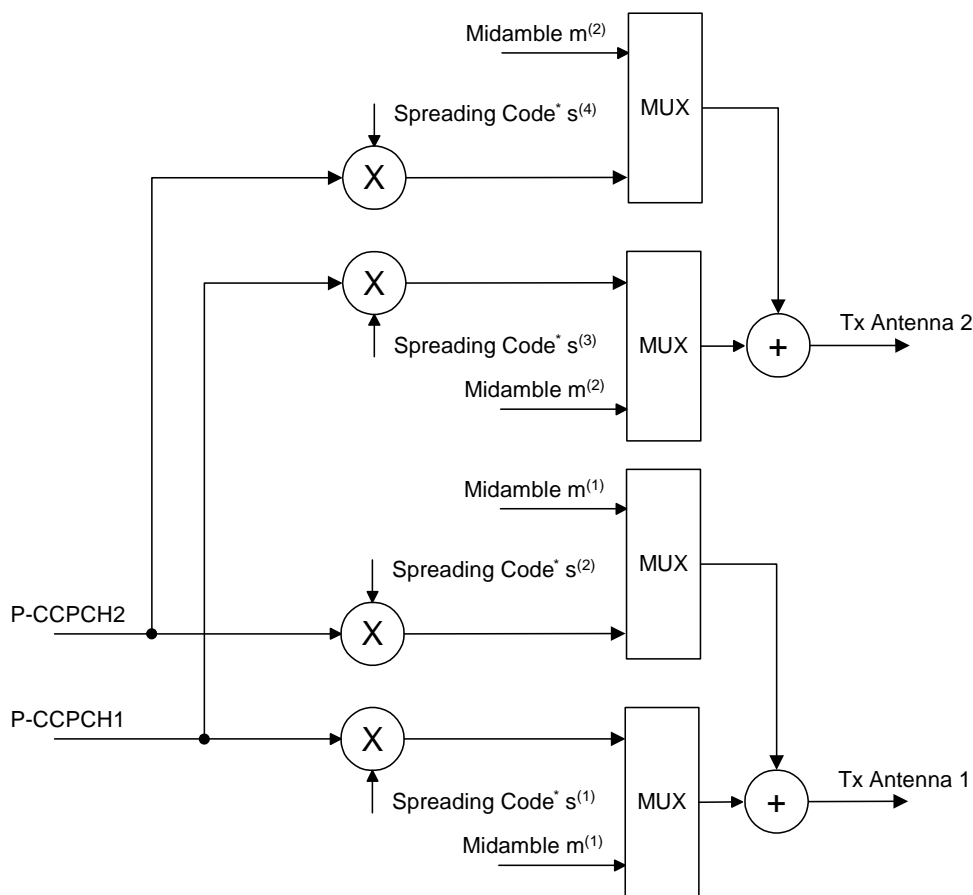 Midamble m(2)
MUX
Spreading Code* s(4)
X
X
Tx Antenna 2
Spreading Code* s(3)
MUX
+
Midamble m(2)
Midamble m(1)
MUX
Spreading Code* s(2)
P-CCPCH2
X
P-CCPCH1
X
Tx Antenna 1
Spreading Code* s(1)
MUX
+
Midamble m(1)